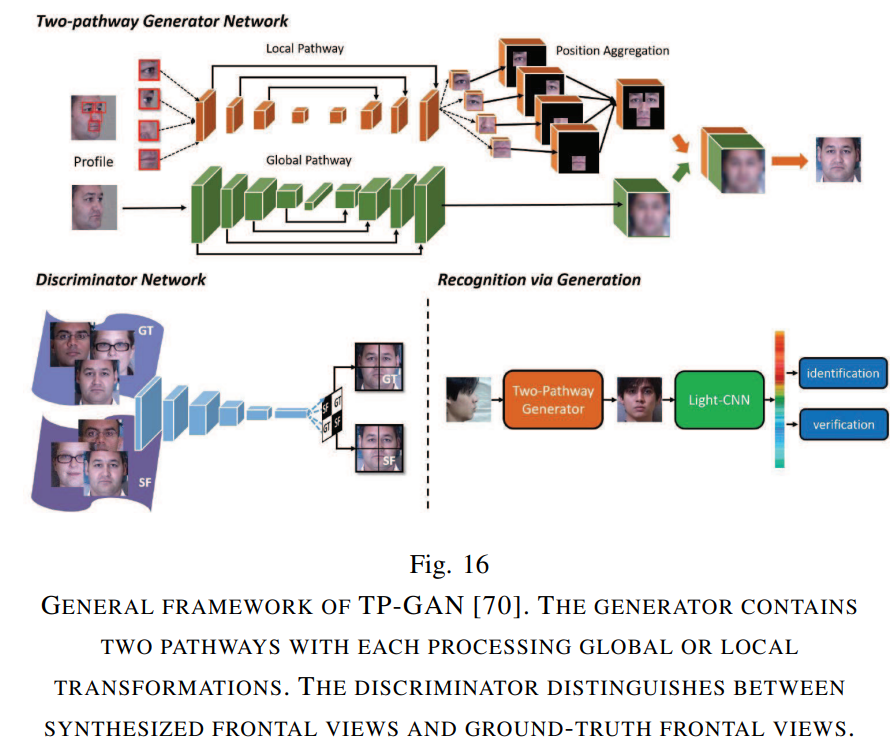 Two-pathway Generator Network
Local Pathway
Position Aggregation
Profile
Global Pathway
Discriminator Network
Recognition via Generation
GT
SF
SF
GT
GT
SF
GT
SF
Two-Pathway
Generator
Light-CNN
identification
verification
Fig. 16
GENERAL FRAMEWORK OF TP-GAN [70]. THE GENERATOR CONTAINS
TWO PATHWAYS WITH EACH PROCESSING GLOBAL OR LOCAL
TRANSFORMATIONS. THE DISCRIMINATOR DISTINGUISHES BETWEEN
SYNTHESIZED FRONTAL VIEWS AND GROUND-TRUTH FRONTAL VIEWS.